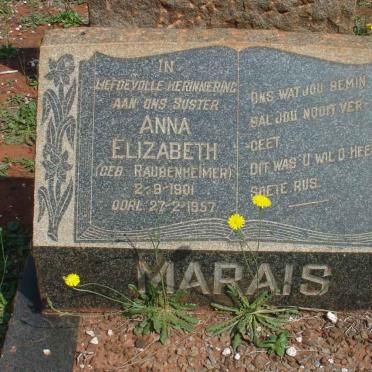 IN
LIEFDEVOLLE HERINNERING
AAN ONS SUSTER
ANNA
ELIZABETH
(GEB. RAUBENHEIMER)
2-9-1901
OORL. 27-2-1957
ONS WAT JOU BEMIN
SAL JOU NOOIT VER-
GEET
DIT WAS U WIL O HEER
SOETE RUS.
MARAIS